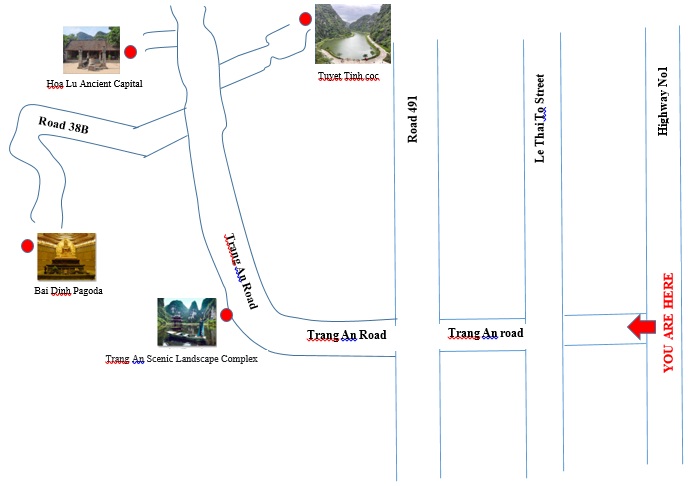 Hoa Lu Ancient Capital
Tuyet Tinh coc
Road 38B
Road 491
Le Thai To Street
Highway No1
Bai Dinh Pagoda
Trang An Road
Trang An Scenic Landscape Complex
Trang An Road
Trang An road
YOU ARE HERE